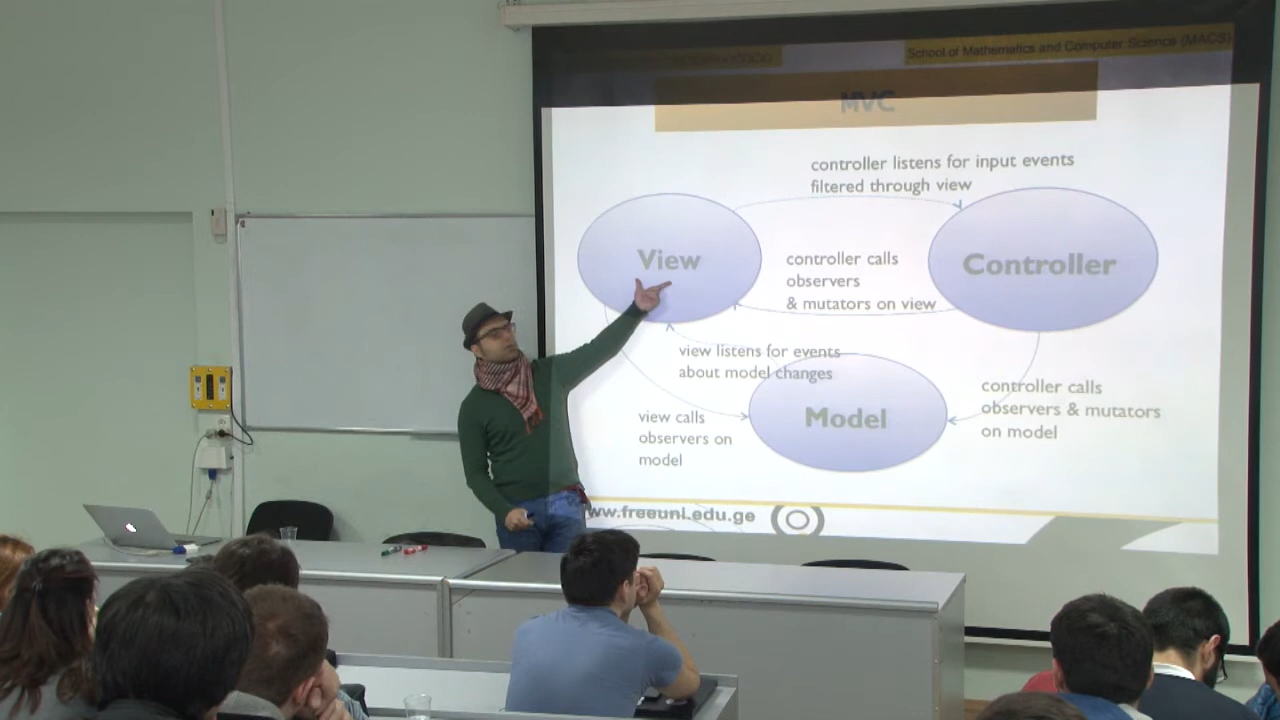 School of Mathematics and Computer Science (MACS)
MVC
controller listens for input events
filtered through view
View
controller calls
observers
& mutators on view
Controller
view listens for events
about model changes
Model
view calls
observers on
model
controller calls
observers & mutators
on model
www.freeuni.edu.ge